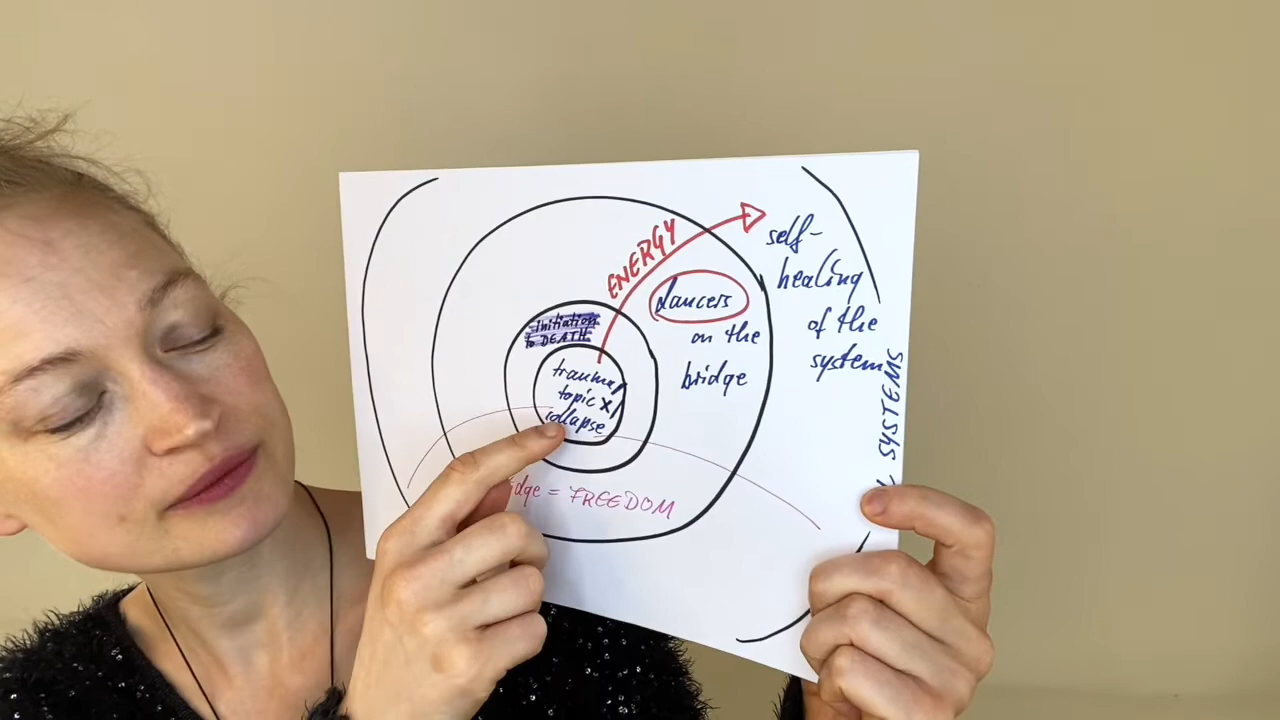 ENERGY
self-
healing
of the
systems
dancers
on the
bridge
initiation
to DEATH
trauma/
topic X/
collapse
= FREEDOM
SYSTEMS